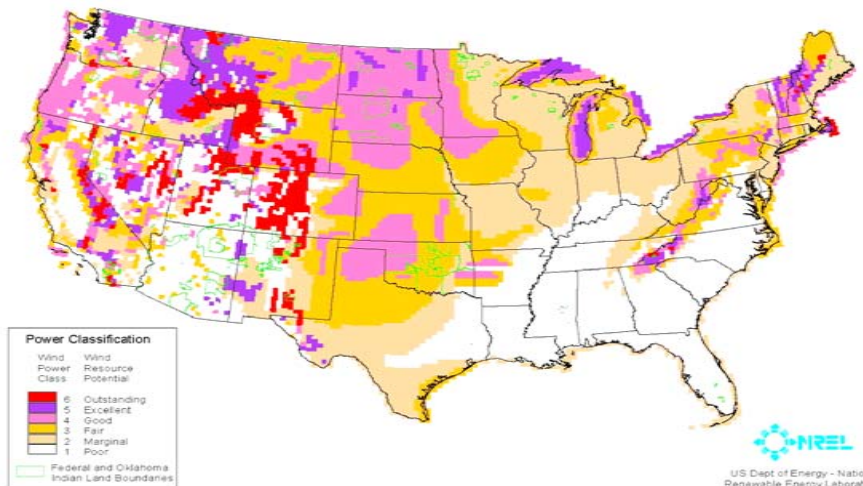 Power Classification
Wind Wind
Power Resource
Class Potential
6 Outstanding
5 Excellent
4 Good
3 Fair
2 Marginal
1 Poor
Federal and Oklahoma
Indian Land Boundaries
NREL
US Dept of Energy - Natio
Renewable Energy Laborat